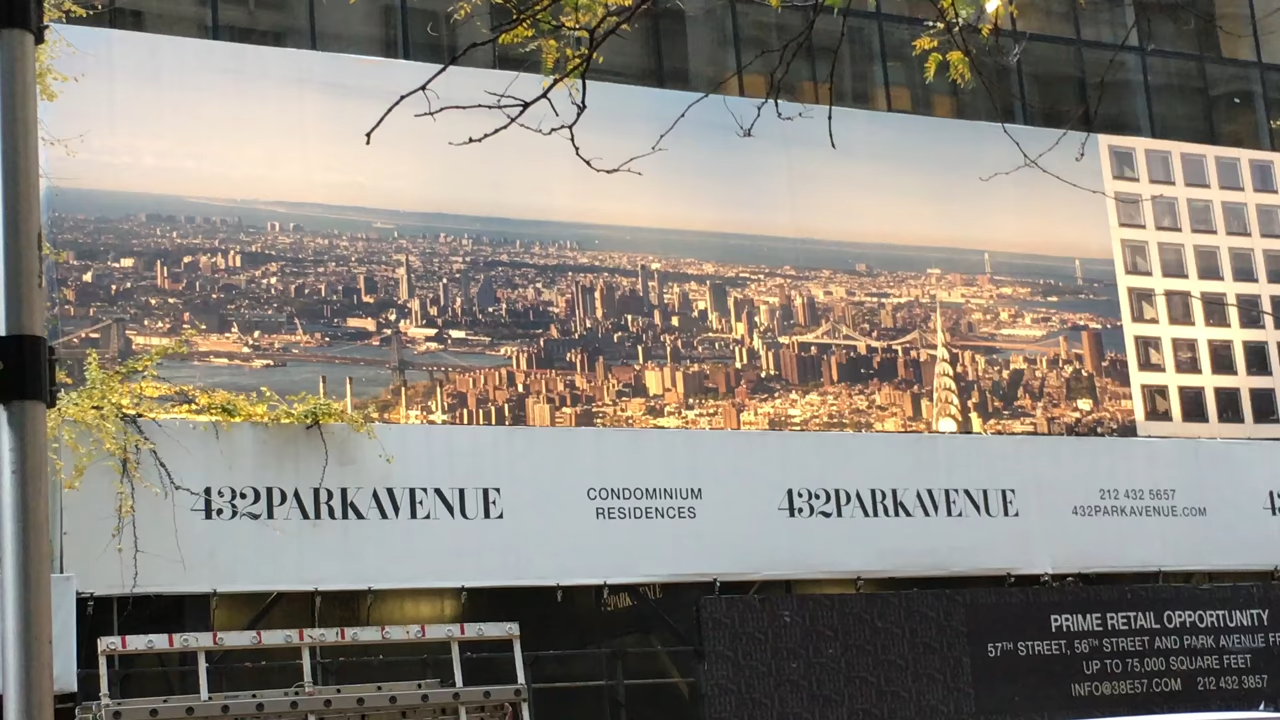 432PARKAVENUE
CONDOMINIUM
RESIDENCES
432PARKAVENUE
212 432 5657
432PARKAVENUE.COM
PRIME RETAIL OPPORTUNITY
57TH STREET, 56TH STREET AND PARK AVENUE
UP TO 75,000 SQUARE FEET
INFO@38E57.COM 212 432 3857